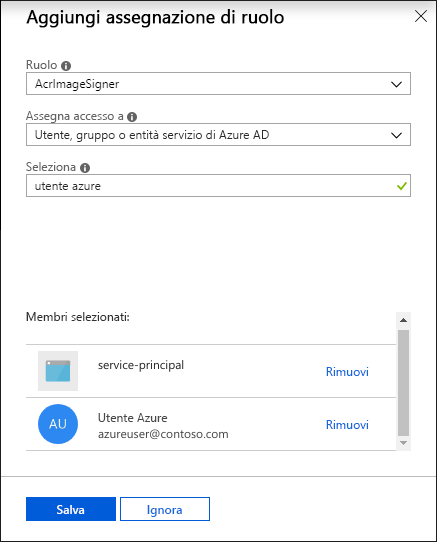 Aggiungi assegnazione di ruolo
Ruolo
AcrImageSigner
Assegna accesso a
Utente, gruppo o entità servizio di Azure AD
Seleziona
utente azure
Membri selezionati:
service-principal
Rimuovi
AU
Utente Azure
azureuser@contoso.com
Rimuovi
Salva
Ignora